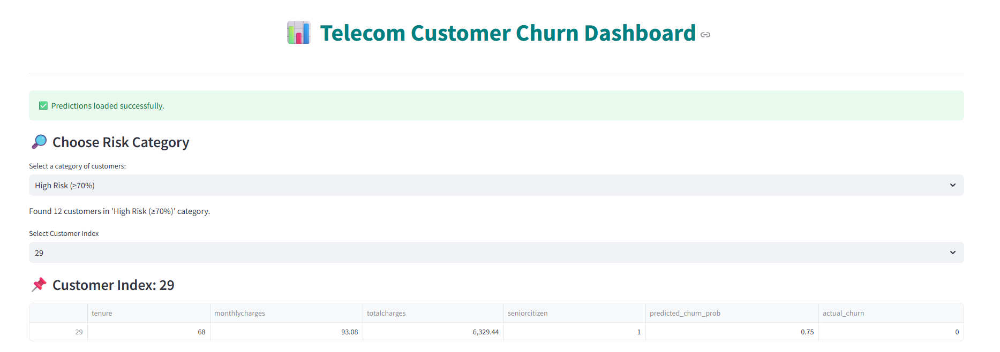 Telecom Customer Churn Dashboard
Predictions loaded successfully.
Choose Risk Category
Select a category of customers:
High Risk (≥70%)
Found 12 customers in 'High Risk (≥70%)' category.
Select Customer Index
29
Customer Index: 29
tenure monthlycharges totalcharges seniorcitizen predicted_churn_prob actual_churn
29 68 93.08 6,329.44 1 0.75 0